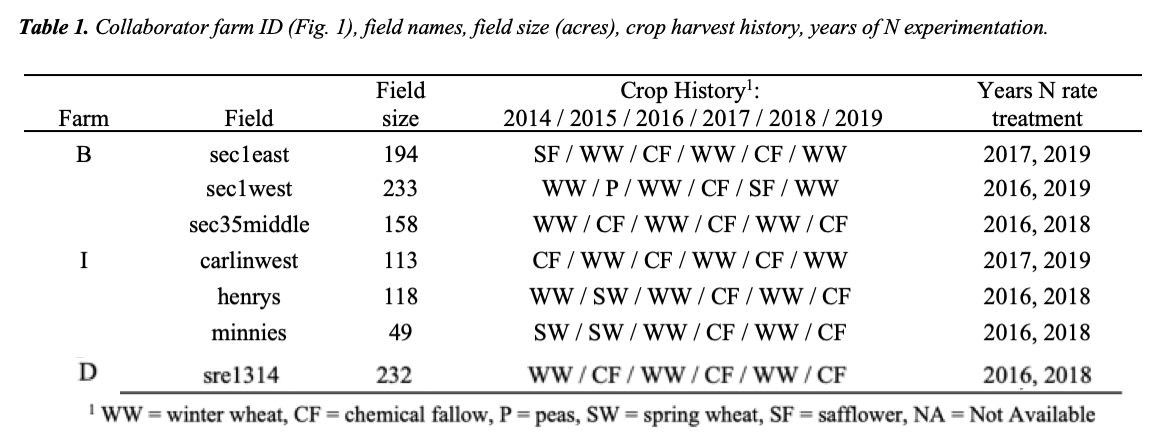 Table 1. Collaborator farm ID (Fig. 1), field names, field size (acres), crop harvest history, years of N experimentation.
Farm Field Field size Crop History¹: 2014 / 2015 / 2016 / 2017 / 2018 / 2019 Years N rate treatment
B sec1east 194 SF / WW / CF / WW / CF / WW 2017, 2019
sec1west 233 WW / P / WW / CF / SF / WW 2016, 2019
sec35middle 158 WW / CF / WW / CF / WW / CF 2016, 2018
I carlinwest 113 CF / WW / CF / WW / CF / WW 2017, 2019
henrys 118 WW / SW / WW / CF / WW / CF 2016, 2018
minnies 49 SW / SW / WW / CF / WW / CF 2016, 2018
D sre1314 232 WW / CF / WW / CF / WW / CF 2016, 2018
¹ WW = winter wheat, CF = chemical fallow, P = peas, SW = spring wheat, SF = safflower, NA = Not Available